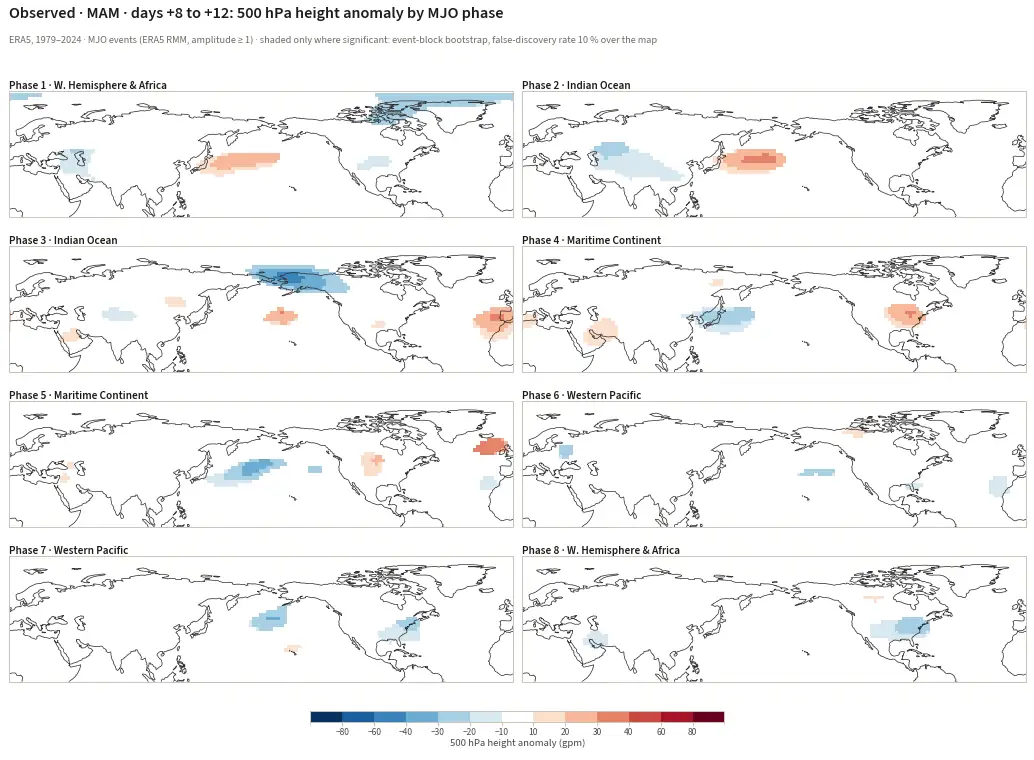 Observed · MAM · days +8 to +12: 500 hPa height anomaly by MJO phase
ERA5, 1979–2024 · MJO events (ERA5 RMM, amplitude ≥ 1) · shaded only where significant: event-block bootstrap, false-discovery rate 10 % over the map
Phase 1 · W. Hemisphere & Africa
Phase 2 · Indian Ocean
Phase 3 · Indian Ocean
Phase 4 · Maritime Continent
Phase 5 · Maritime Continent
Phase 6 · Western Pacific
Phase 7 · Western Pacific
Phase 8 · W. Hemisphere & Africa
−80 −60 −40 −30 −20 −10 10 20 30 40 60 80
500 hPa height anomaly (gpm)